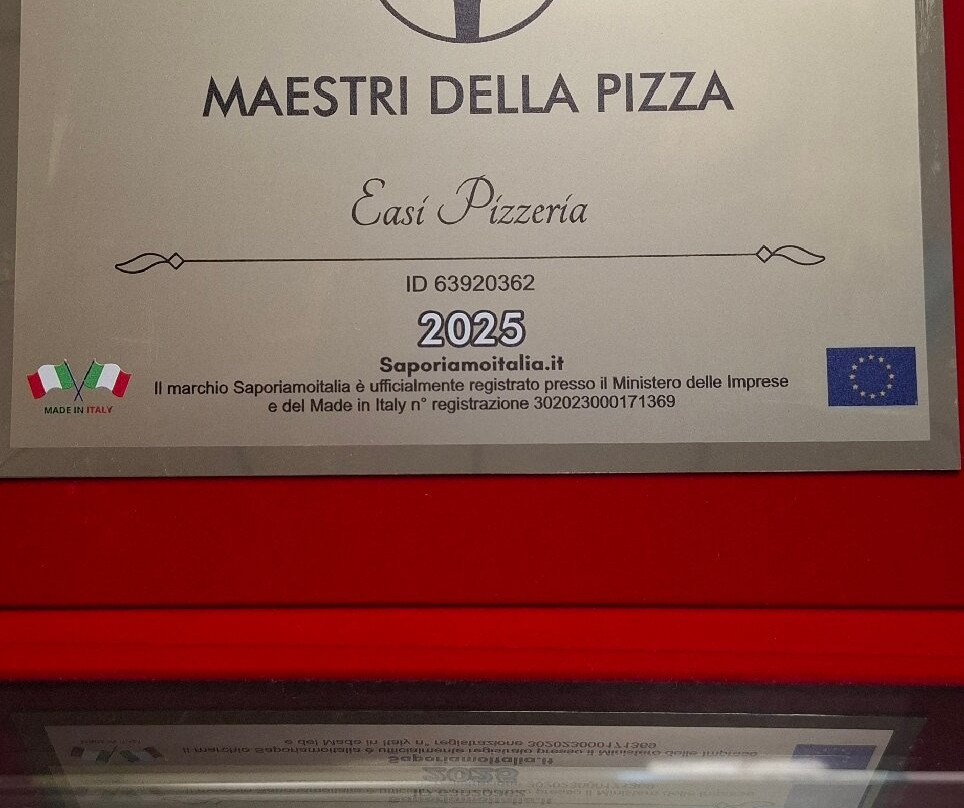 MAESTRI DELLA PIZZA
Easi Pizzeria
ID 63920362
2025
Saporiamoitalia.it
Il marchio Saporiamoitalia è ufficialmente registrato presso il Ministero delle Imprese
e del Made in Italy n° registrazione 302023000171369
MADE IN ITALY